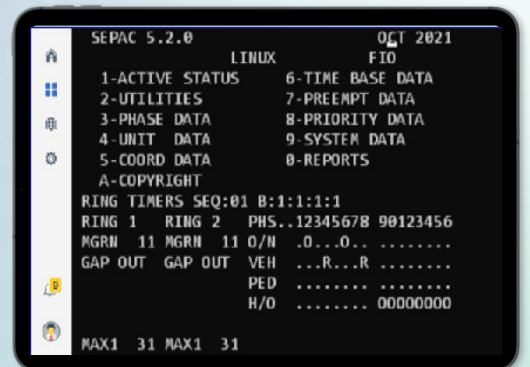 SEPAC 5.2.0 OCT 2021
LINUX FIO
1-ACTIVE STATUS 6-TIME BASE DATA
2-UTILITIES 7-PREEMPT DATA
3-PHASE DATA 8-PRIORITY DATA
4-UNIT DATA 9-SYSTEM DATA
5-COORD DATA 0-REPORTS
A-COPYRIGHT
RING TIMERS SEQ:01 B:1:1:1:1
RING 1 RING 2 PHS..12345678 90123456
MGRN 11 MGRN 11 O/N .O...O.. ........
GAP OUT GAP OUT VEH ...R...R ........
PED ........ ........
H/O ........ 00000000
MAX1 31 MAX1 31